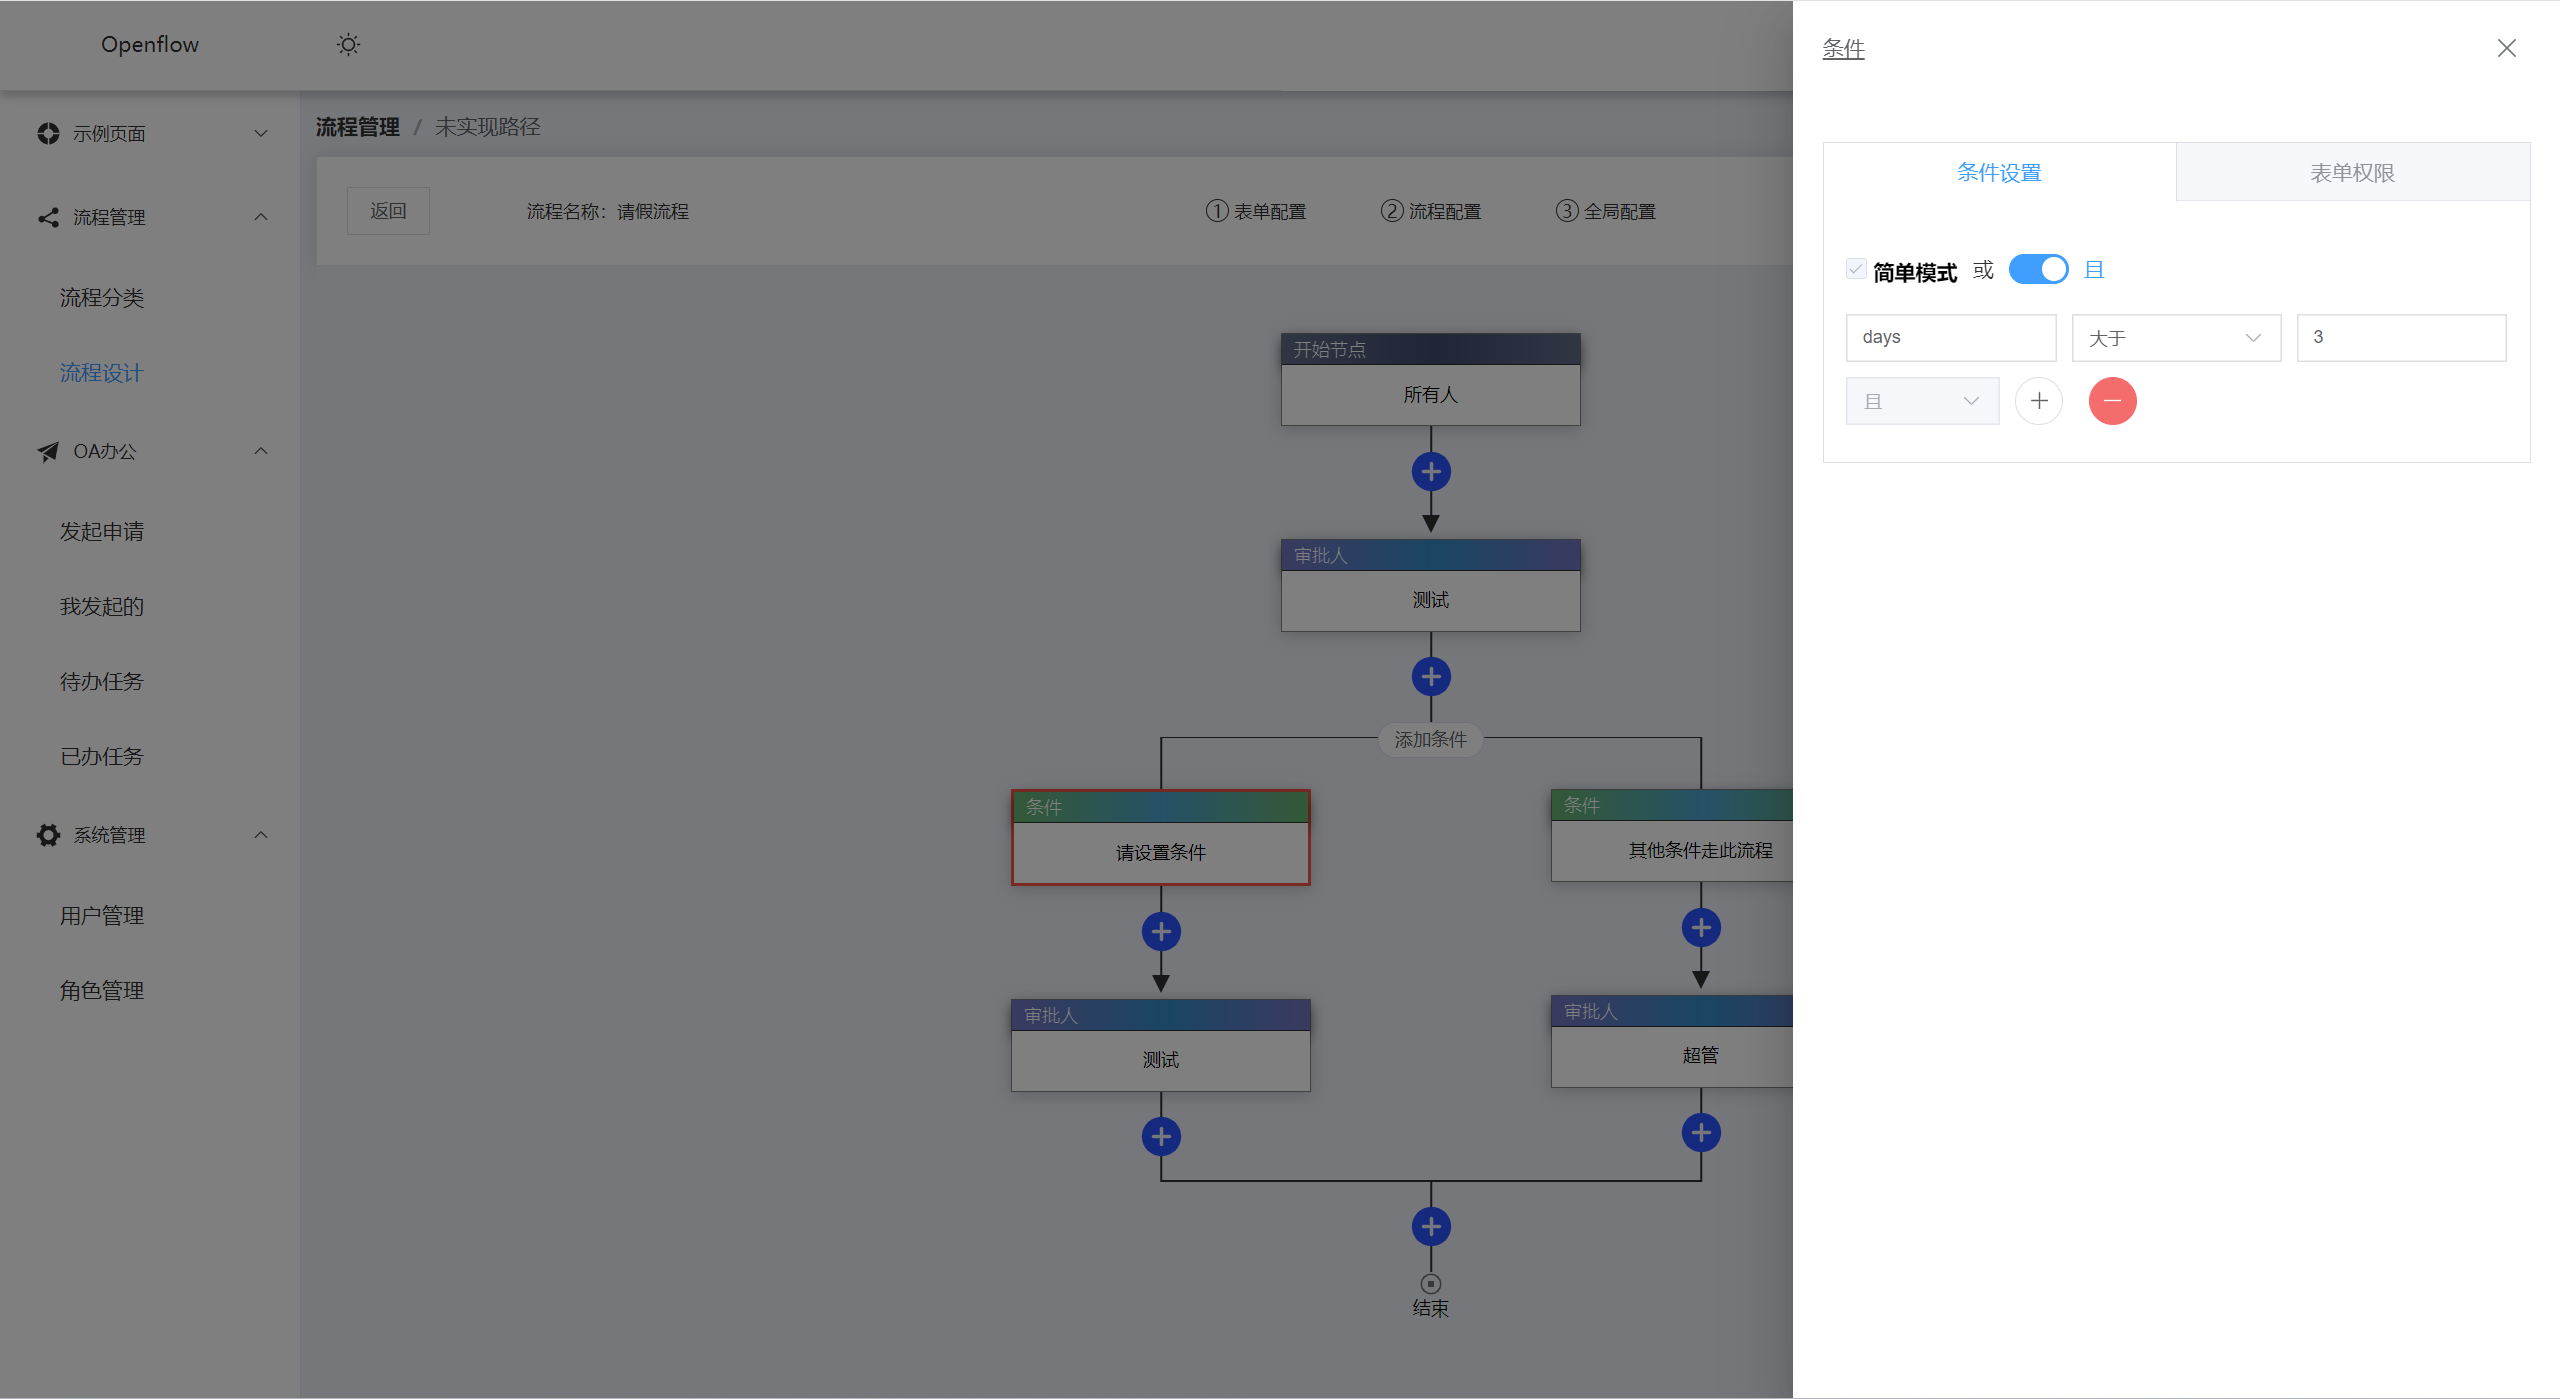 Openflow
示例页面
流程管理
流程分类
流程设计
OA办公
发起申请
我发起的
待办任务
已办任务
系统管理
用户管理
角色管理
流程管理 / 未实现路径
返回
流程名称：请假流程
① 表单配置
② 流程配置
③ 全局配置
开始节点
所有人
审批人
测试
添加条件
条件
请设置条件
条件
其他条件走此流程
审批人
测试
审批人
超管
结束
条件
条件设置
表单权限
简单模式 或 且
days
大于
3
且